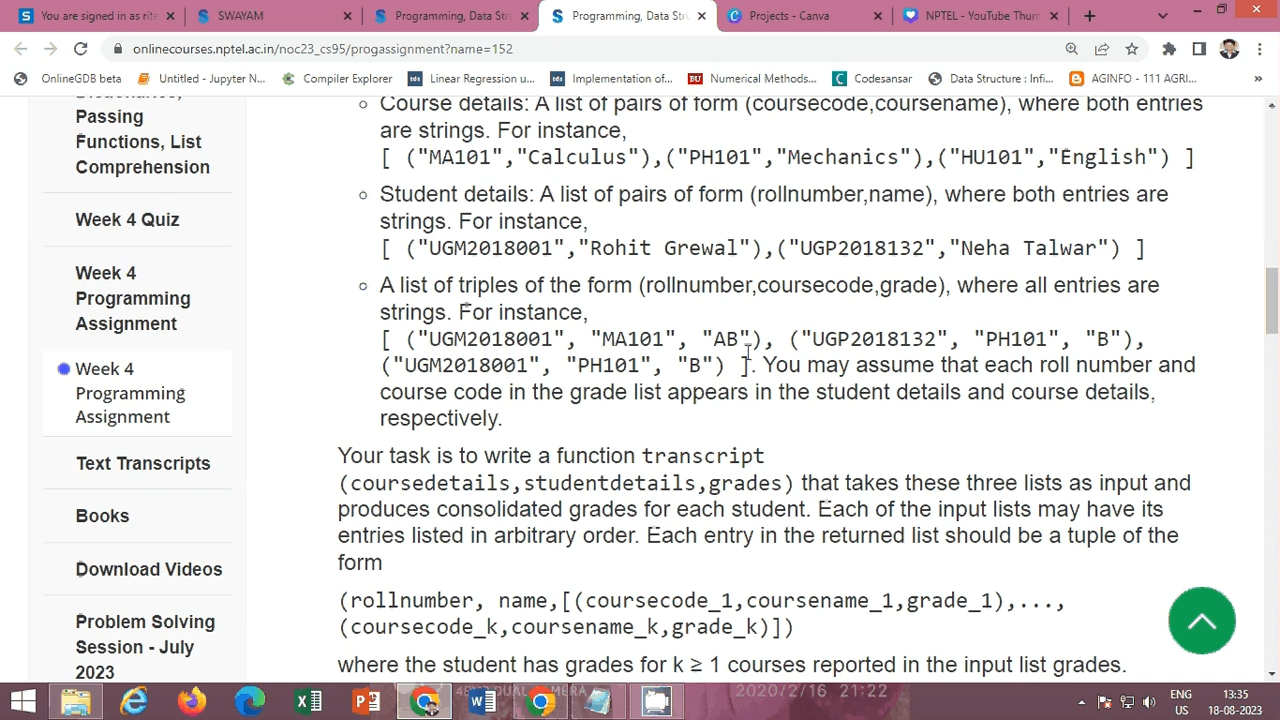 You are signed in as rite
SWAYAM
Programming, Data Str
Programming, Data Str
Projects - Canva
NPTEL - YouTube Thum
onlinecourses.nptel.ac.in/noc23_cs95/progassignment?name=152
OnlineGDB beta
Untitled - Jupyter N...
Compiler Explorer
Linear Regression u...
Implementation of...
Numerical Methods...
Codesansar
Data Structure : Infi...
AGINFO - 111 AGRI...
»
Passing
Functions, List
Comprehension
Week 4 Quiz
Week 4
Programming
Assignment
Week 4
Programming
Assignment
Text Transcripts
Books
Download Videos
Problem Solving
Session - July
2023
Course details: A list of pairs of form (coursecode,coursename), where both entries
are strings. For instance,
[ ("MA101","Calculus"),("PH101","Mechanics"),("HU101","English") ]
Student details: A list of pairs of form (rollnumber,name), where both entries are
strings. For instance,
[ ("UGM2018001","Rohit Grewal"),("UGP2018132","Neha Talwar") ]
A list of triples of the form (rollnumber,coursecode,grade), where all entries are
strings. For instance,
[ ("UGM2018001", "MA101", "AB"), ("UGP2018132", "PH101", "B"),
("UGM2018001", "PH101", "B") ]. You may assume that each roll number and
course code in the grade list appears in the student details and course details,
respectively.
Your task is to write a function transcript
(coursedetails,studentdetails,grades) that takes these three lists as input and
produces consolidated grades for each student. Each of the input lists may have its
entries listed in arbitrary order. Each entry in the returned list should be a tuple of the
form
(rollnumber, name,[(coursecode_1,coursename_1,grade_1),...,
(coursecode_k,coursename_k,grade_k)])
where the student has grades for k ≥ 1 courses reported in the input list grades.
2020/2/16 21:22
ENG
US
13:35
18-08-2023